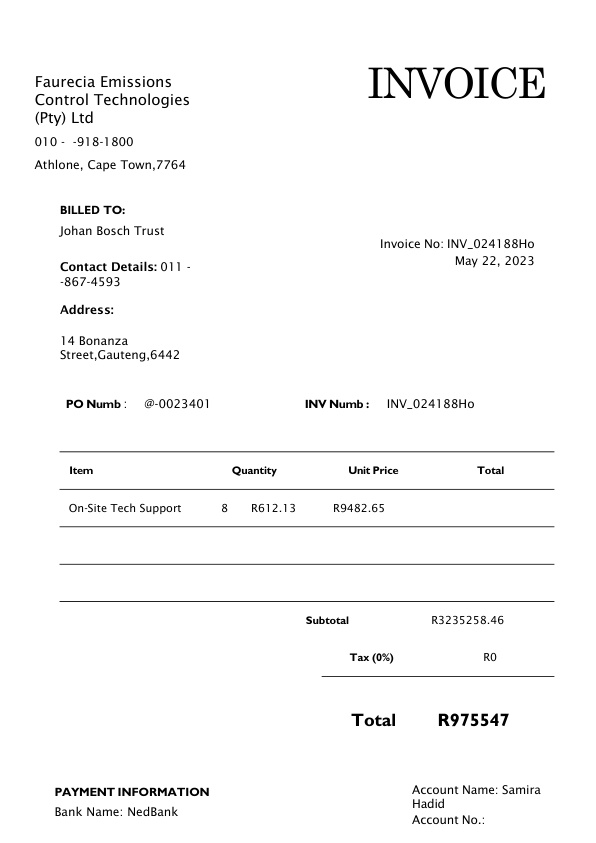 INVOICE
Faurecia Emissions
Control Technologies
(Pty) Ltd
010 -  -918-1800
Athlone, Cape Town,7764
BILLED TO:
Johan Bosch Trust
Invoice No: INV_024188Ho
May 22, 2023
Contact Details: 011 -
-867-4593
Address:
14 Bonanza
Street,Gauteng,6442
PO Numb : @-0023401 INV Numb : INV_024188Ho
Item Quantity Unit Price Total
On-Site Tech Support 8 R612.13 R9482.65
Subtotal R3235258.46
Tax (0%) R0
Total R975547
PAYMENT INFORMATION
Bank Name: NedBank
Account Name: Samira
Hadid
Account No.: